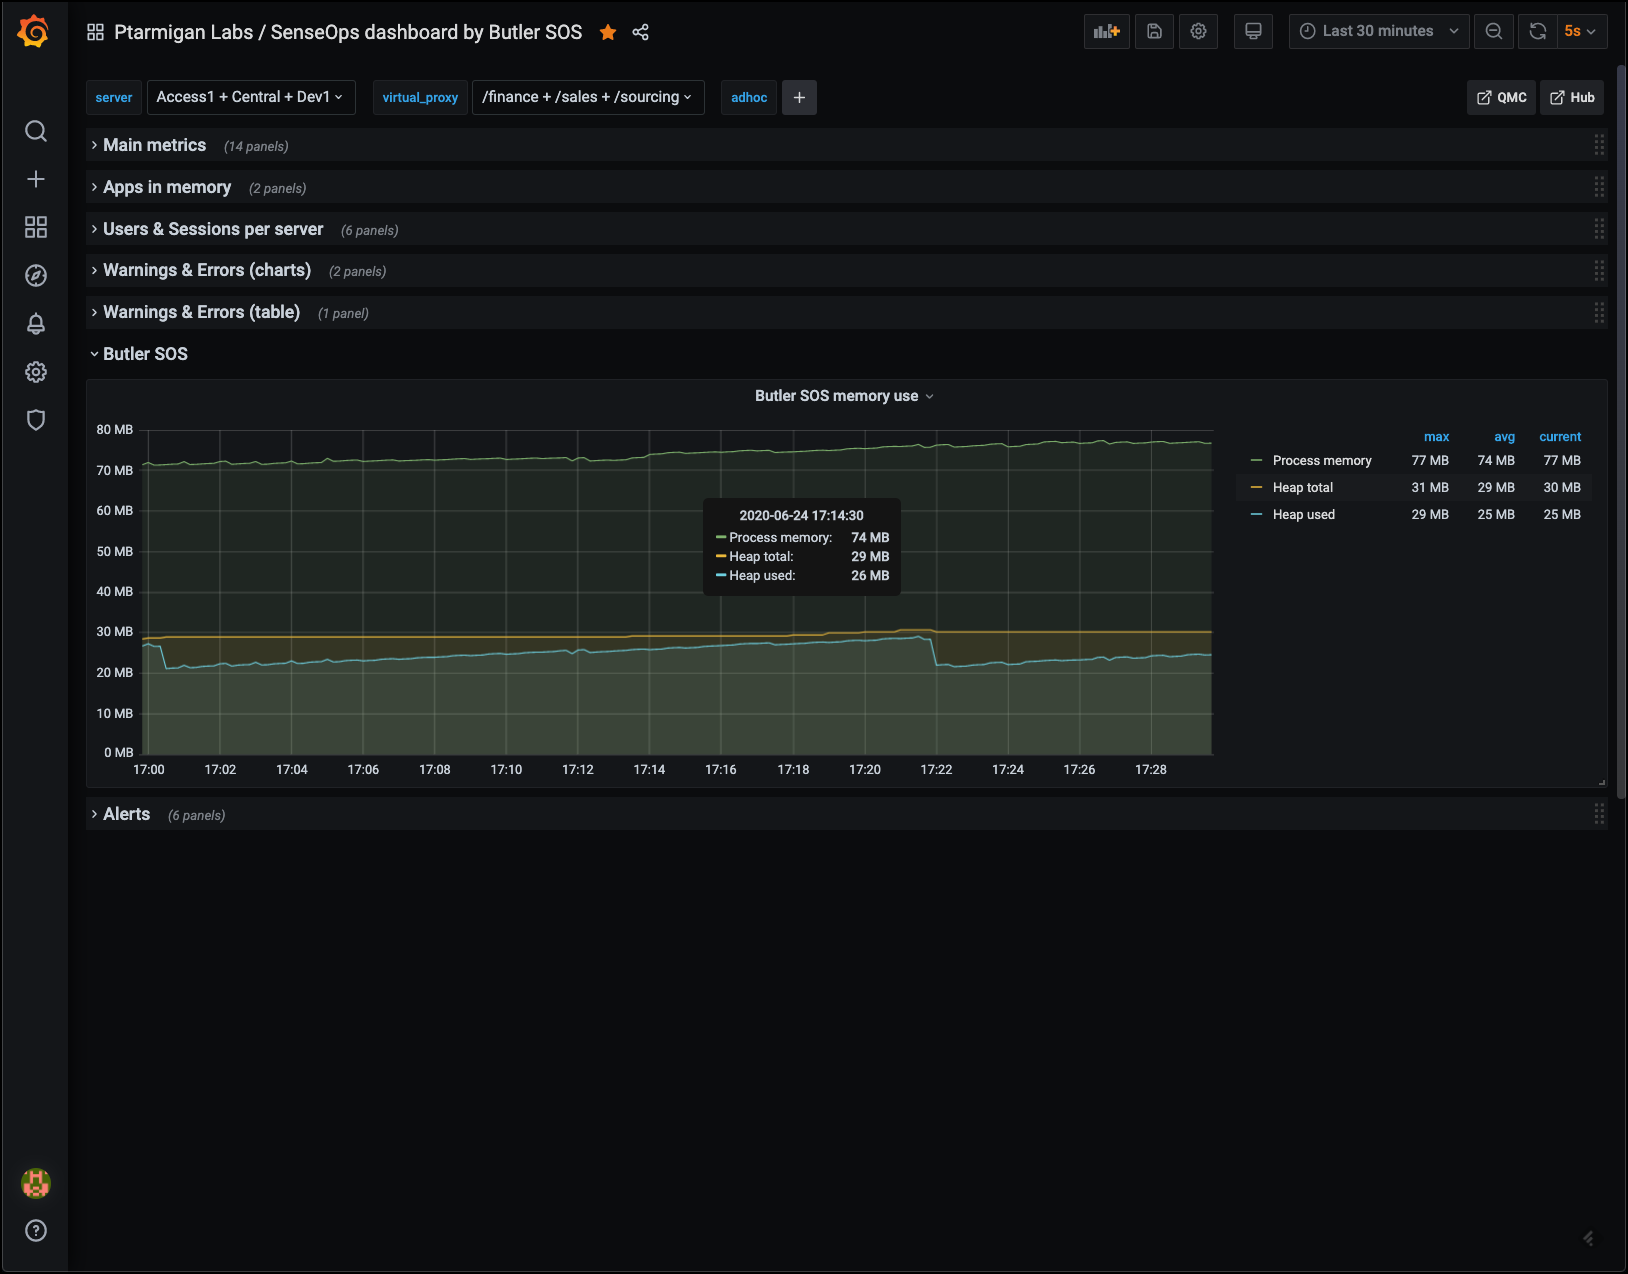 Ptarmigan Labs / SenseOps dashboard by Butler SOS
Last 30 minutes
5s
server
Access1 + Central + Dev1
virtual_proxy
/finance + /sales + /sourcing
adhoc
+
QMC
Hub
Main metrics (14 panels)
Apps in memory (2 panels)
Users & Sessions per server (6 panels)
Warnings & Errors (charts) (2 panels)
Warnings & Errors (table) (1 panel)
Butler SOS
Butler SOS memory use
80 MB
70 MB
60 MB
50 MB
40 MB
30 MB
20 MB
10 MB
0 MB
17:00 17:02 17:04 17:06 17:08 17:10 17:12 17:14 17:16 17:18 17:20 17:22 17:24 17:26 17:28
2020-06-24 17:14:30
Process memory: 74 MB
Heap total: 29 MB
Heap used: 26 MB
max avg current
Process memory 77 MB 74 MB 77 MB
Heap total 31 MB 29 MB 30 MB
Heap used 29 MB 25 MB 25 MB
Alerts (6 panels)
?